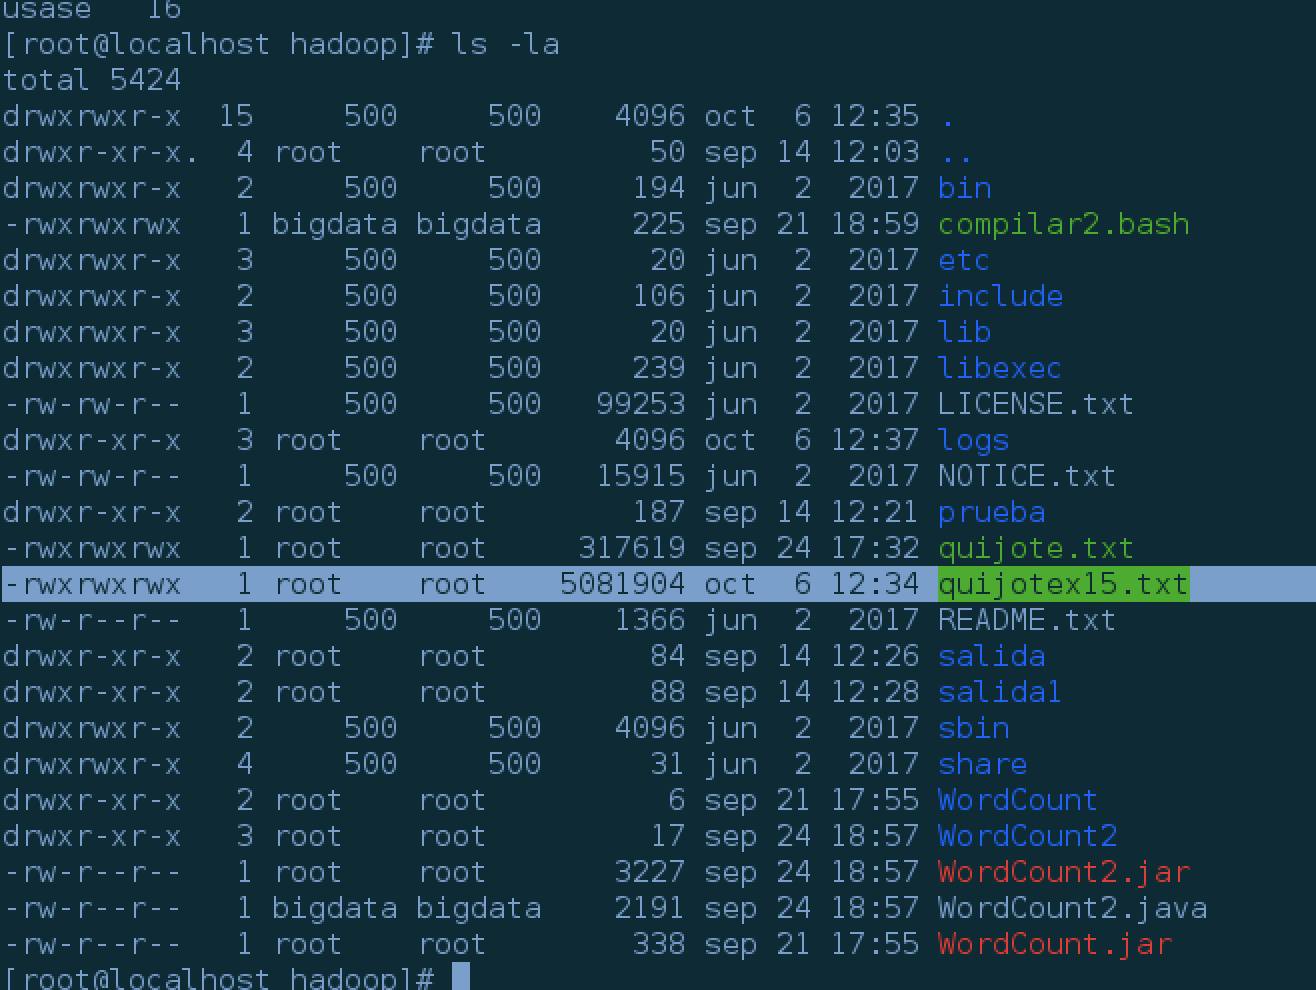 usase   16
[root@localhost hadoop]# ls -la
total 5424
drwxrwxr-x  15     500     500    4096 oct  6 12:35 .
drwxr-xr-x.  4 root    root         50 sep 14 12:03 ..
drwxrwxr-x   2     500     500     194 jun  2  2017 bin
-rwxrwxrwx   1 bigdata bigdata     225 sep 21 18:59 compilar2.bash
drwxrwxr-x   3     500     500      20 jun  2  2017 etc
drwxrwxr-x   2     500     500     106 jun  2  2017 include
drwxrwxr-x   3     500     500      20 jun  2  2017 lib
drwxrwxr-x   2     500     500     239 jun  2  2017 libexec
-rw-rw-r--   1     500     500   99253 jun  2  2017 LICENSE.txt
drwxr-xr-x   3 root    root       4096 oct  6 12:37 logs
-rw-rw-r--   1     500     500   15915 jun  2  2017 NOTICE.txt
drwxr-xr-x   2 root    root        187 sep 14 12:21 prueba
-rwxrwxrwx   1 root    root     317619 sep 24 17:32 quijote.txt
-rwxrwxrwx   1 root    root    5081904 oct  6 12:34 quijotex15.txt
-rw-r--r--   1     500     500    1366 jun  2  2017 README.txt
drwxr-xr-x   2 root    root         84 sep 14 12:26 salida
drwxr-xr-x   2 root    root         88 sep 14 12:28 salida1
drwxrwxr-x   2     500     500    4096 jun  2  2017 sbin
drwxrwxr-x   4     500     500      31 jun  2  2017 share
drwxr-xr-x   2 root    root          6 sep 21 17:55 WordCount
drwxr-xr-x   3 root    root         17 sep 24 18:57 WordCount2
-rw-r--r--   1 root    root       3227 sep 24 18:57 WordCount2.jar
-rw-r--r--   1 bigdata bigdata    2191 sep 24 18:57 WordCount2.java
-rw-r--r--   1 root    root        338 sep 21 17:55 WordCount.jar
[root@localhost hadoop]#